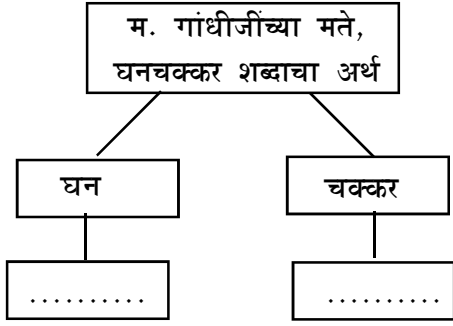 म. गांधीजींच्या मते,
घनचक्कर शब्दाचा अर्थ
घन
चक्कर
..........
..........